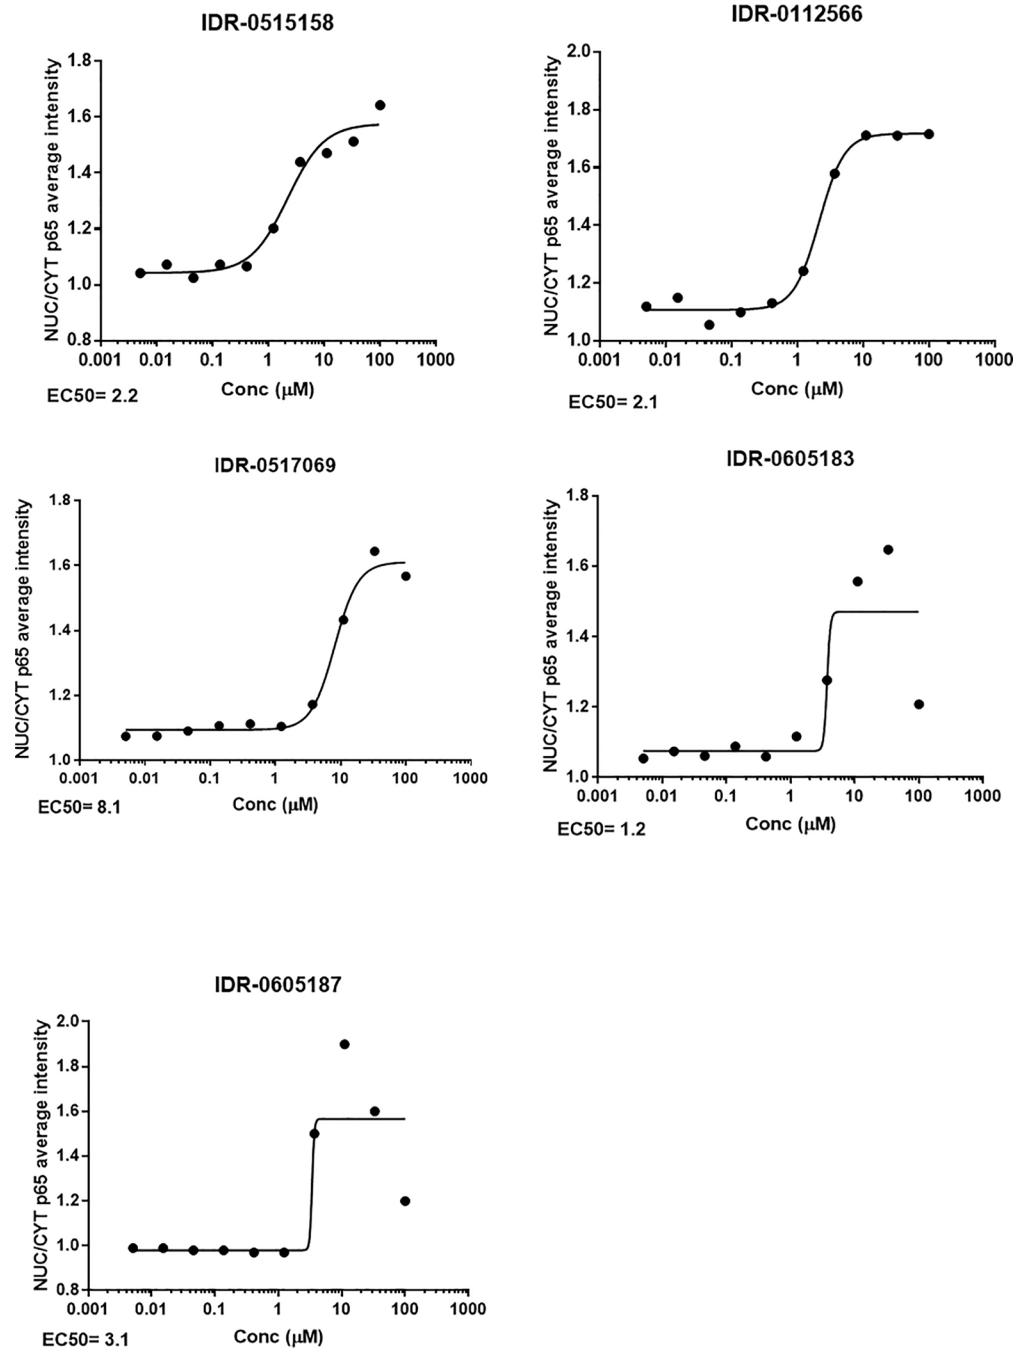 IDR-0515158
NUC/CYT p65 average intensity
1.8
1.6
1.4
1.2
1.0
0.8
0.001 0.01 0.1 1 10 100 1000
Conc (µM)
EC50= 2.2
IDR-0112566
NUC/CYT p65 average intensity
2.0
1.8
1.6
1.4
1.2
1.0
0.001 0.01 0.1 1 10 100 1000
Conc (µM)
EC50= 2.1
IDR-0517069
NUC/CYT p65 average intensity
1.8
1.6
1.4
1.2
1.0
0.001 0.01 0.1 1 10 100 1000
Conc (µM)
EC50= 8.1
IDR-0605183
NUC/CYT p65 average intensity
1.8
1.6
1.4
1.2
1.0
0.001 0.01 0.1 1 10 100 1000
Conc (µM)
EC50= 1.2
IDR-0605187
NUC/CYT p65 average intensity
2.0
1.8
1.6
1.4
1.2
1.0
0.8
0.001 0.01 0.1 1 10 100 1000
Conc (µM)
EC50= 3.1